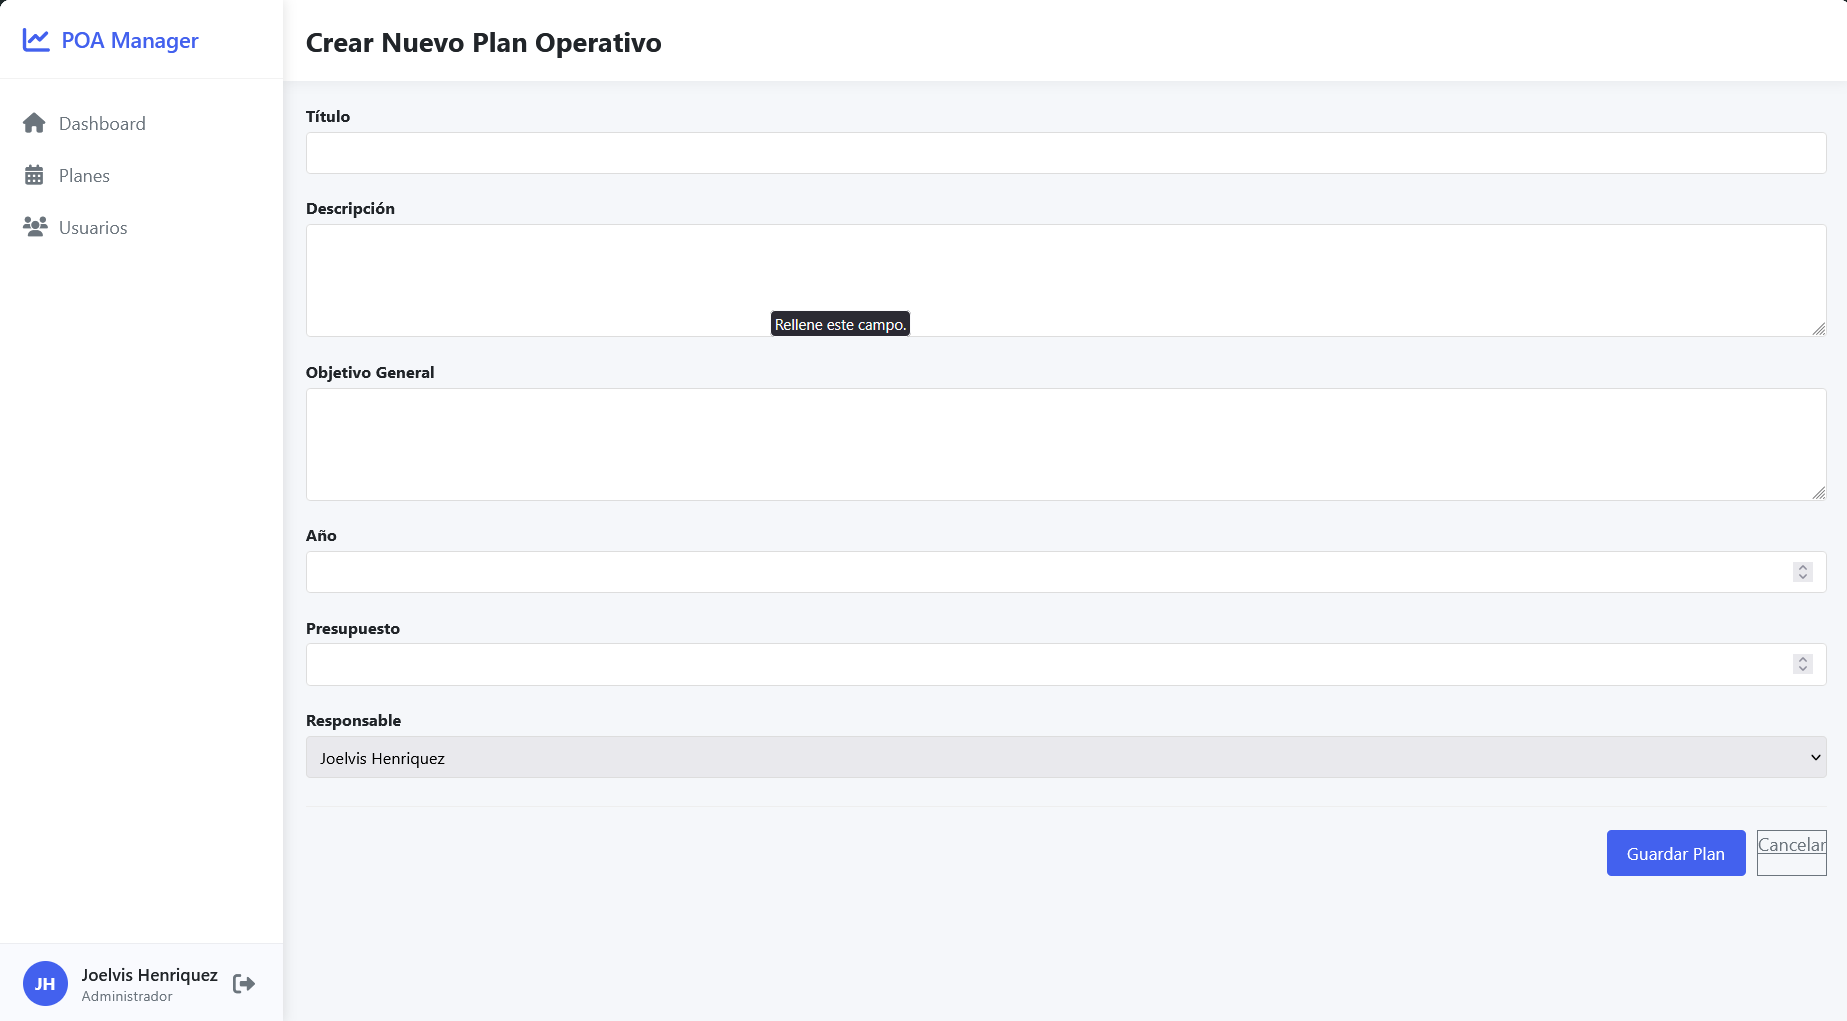 POA Manager
Crear Nuevo Plan Operativo
Dashboard
Planes
Usuarios
Título
Descripción
Rellene este campo.
Objetivo General
Año
Presupuesto
Responsable
Joelvis Henriquez
Guardar Plan
Cancelar
JH
Joelvis Henriquez
Administrador